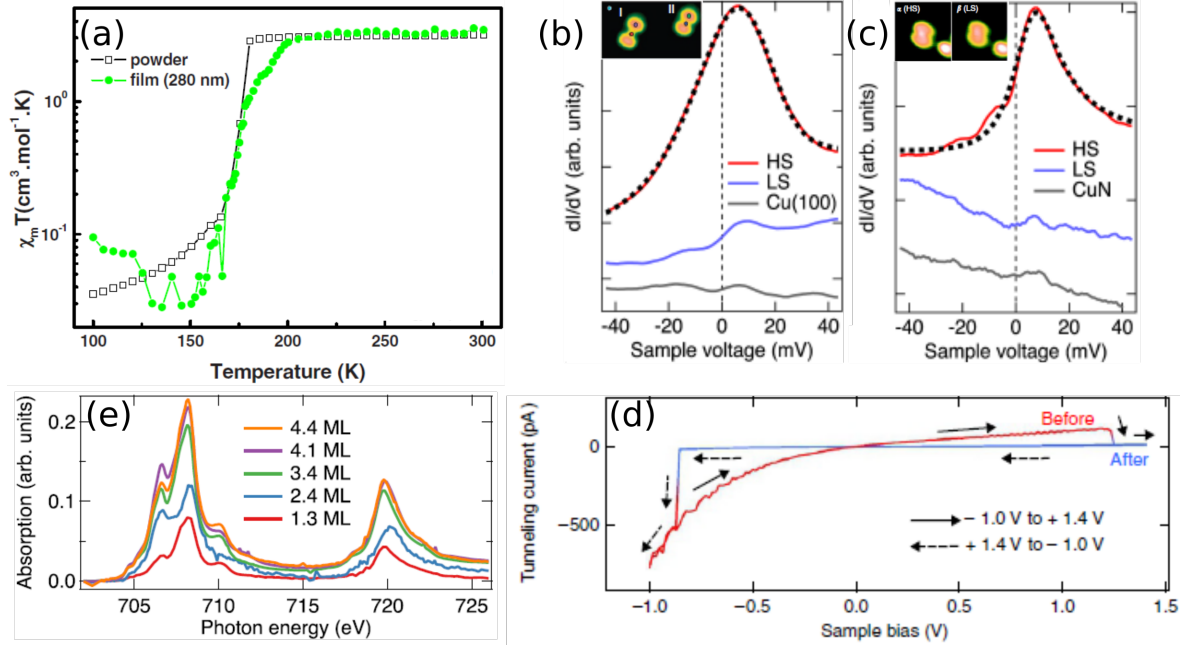 (a)
powder
film (280 nm)
χm T(cm³.mol⁻¹.K)
10⁰
10⁻¹
100 150 200 250 300
Temperature (K)
(b)
I II
dI/dV (arb. units)
HS
LS
Cu(100)
-40 -20 0 20 40
Sample voltage (mV)
(c)
α (HS) β (LS)
dI/dV (arb. units)
HS
LS
CuN
-40 -20 0 20 40
Sample voltage (mV)
(e)
Absorption (arb. units)
0.2
0.1
0.0
4.4 ML
4.1 ML
3.4 ML
2.4 ML
1.3 ML
705 710 715 720 725
Photon energy (eV)
(d)
Tunneling current (pA)
0
−500
Before
After
− 1.0 V to + 1.4 V
+ 1.4 V to − 1.0 V
−1.0 −0.5 0.0 0.5 1.0 1.5
Sample bias (V)